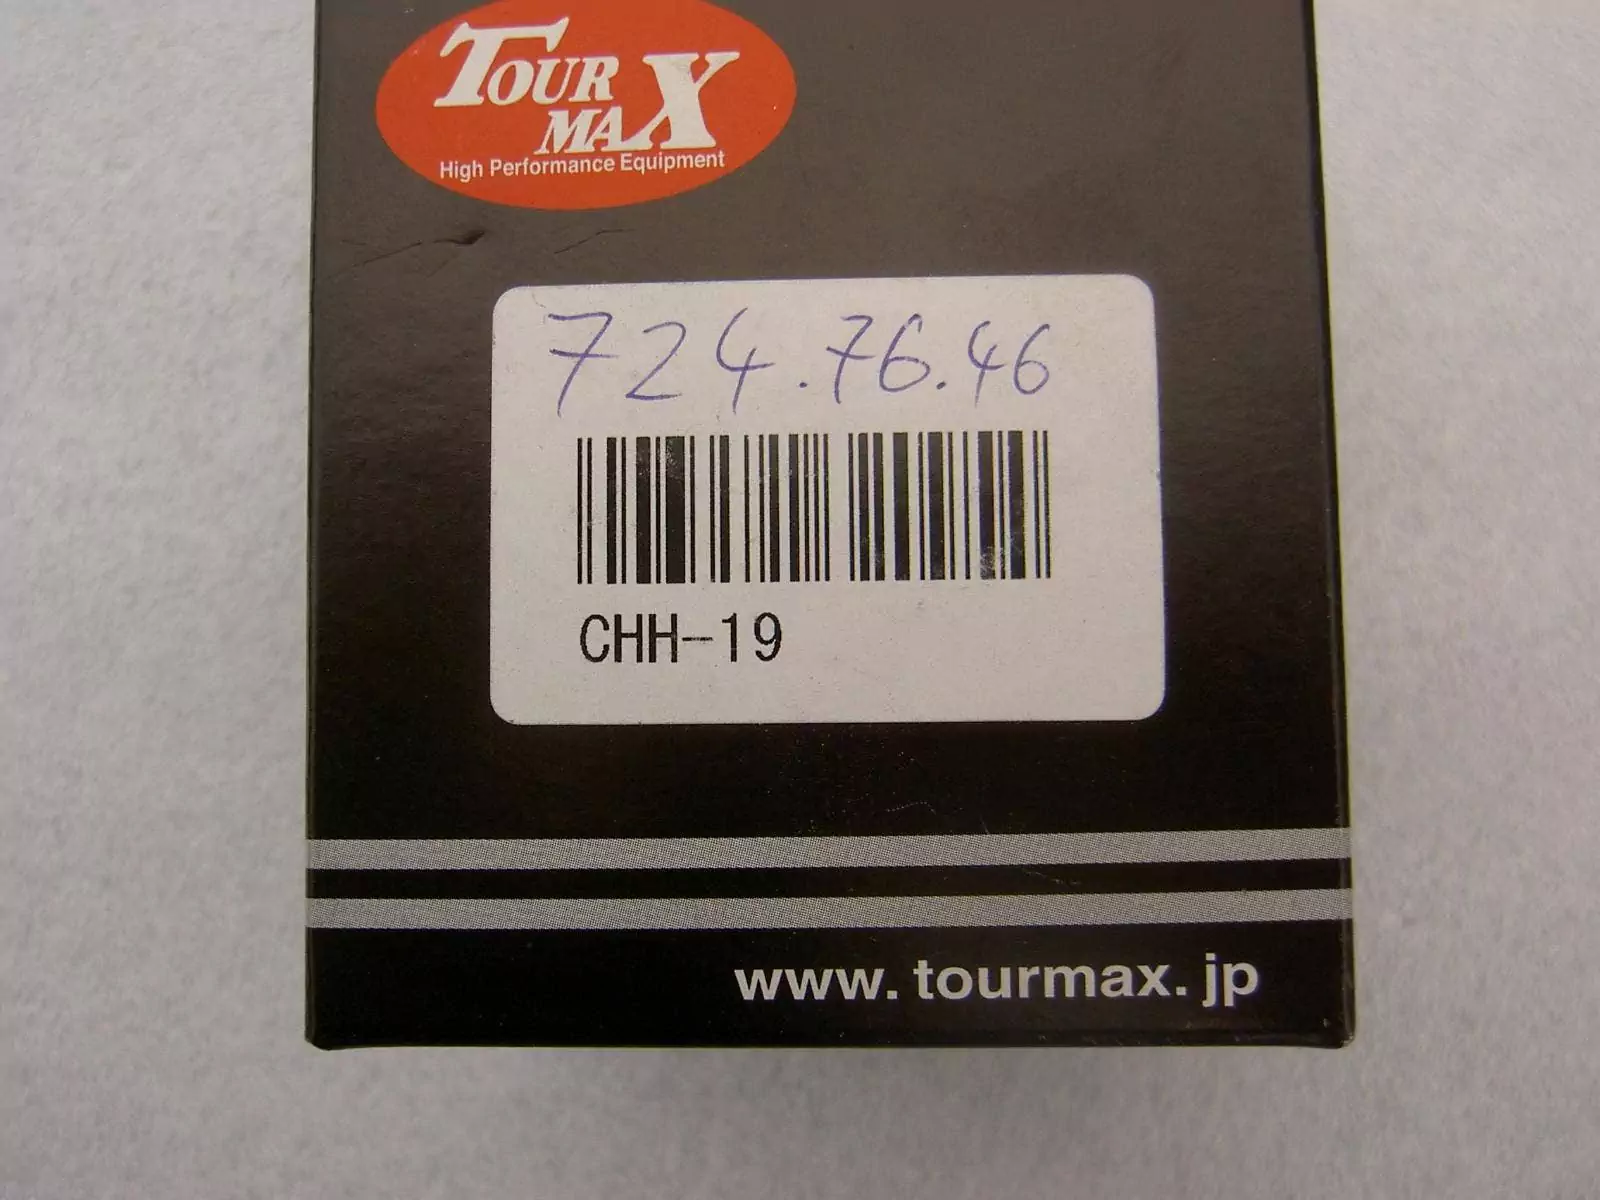 TOUR
MAX
High Performance Equipment
724.76.46
CHH-19
www.tourmax.jp